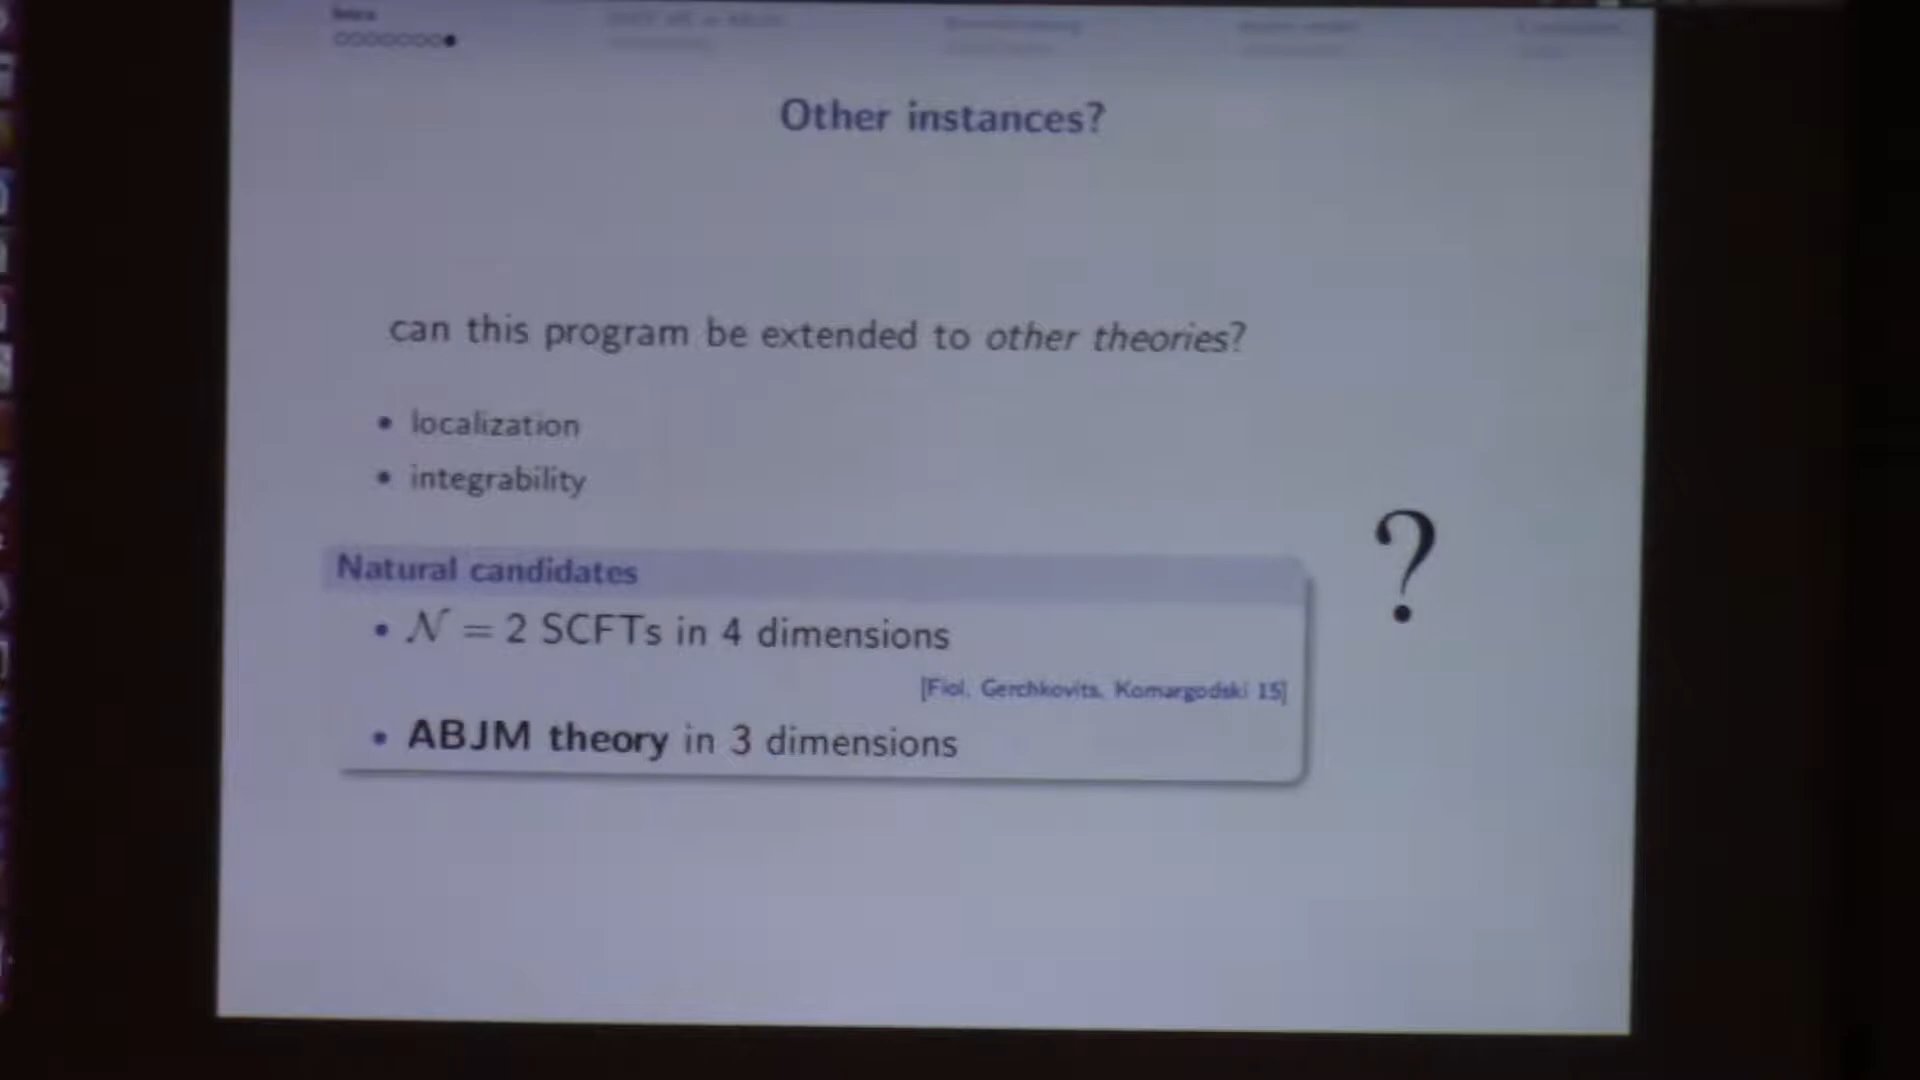 Intro
Other instances?
can this program be extended to other theories?
• localization
• integrability
?
Natural candidates
• 𝒩 = 2 SCFTs in 4 dimensions
[Fiol, Gerchkovitz, Komargodski 15]
• ABJM theory in 3 dimensions